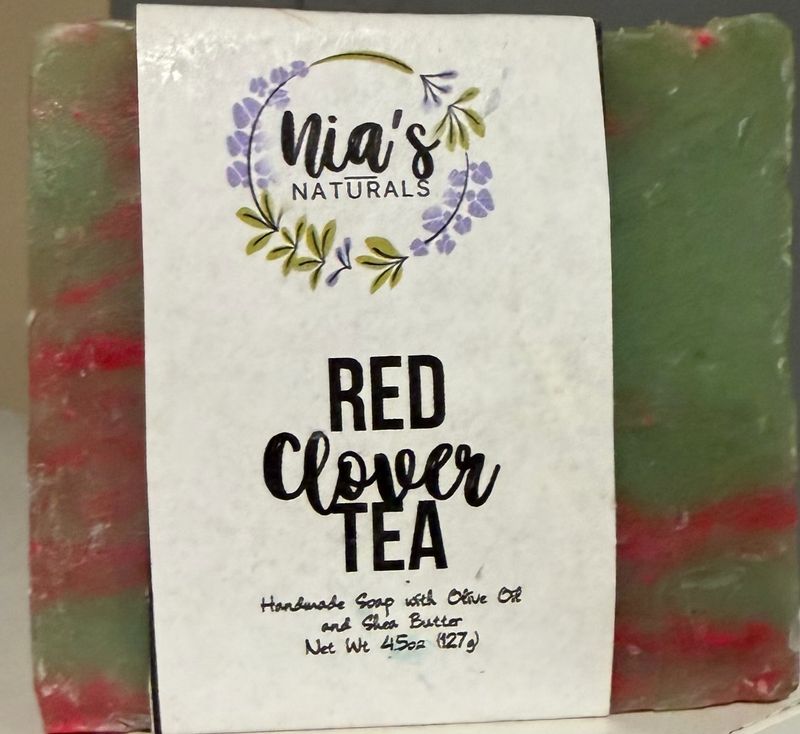 Nia's
NATURALS
RED
Clover
TEA
Handmade Soap with Olive Oil
and Shea Butter
Net Wt 4.5oz (127g)